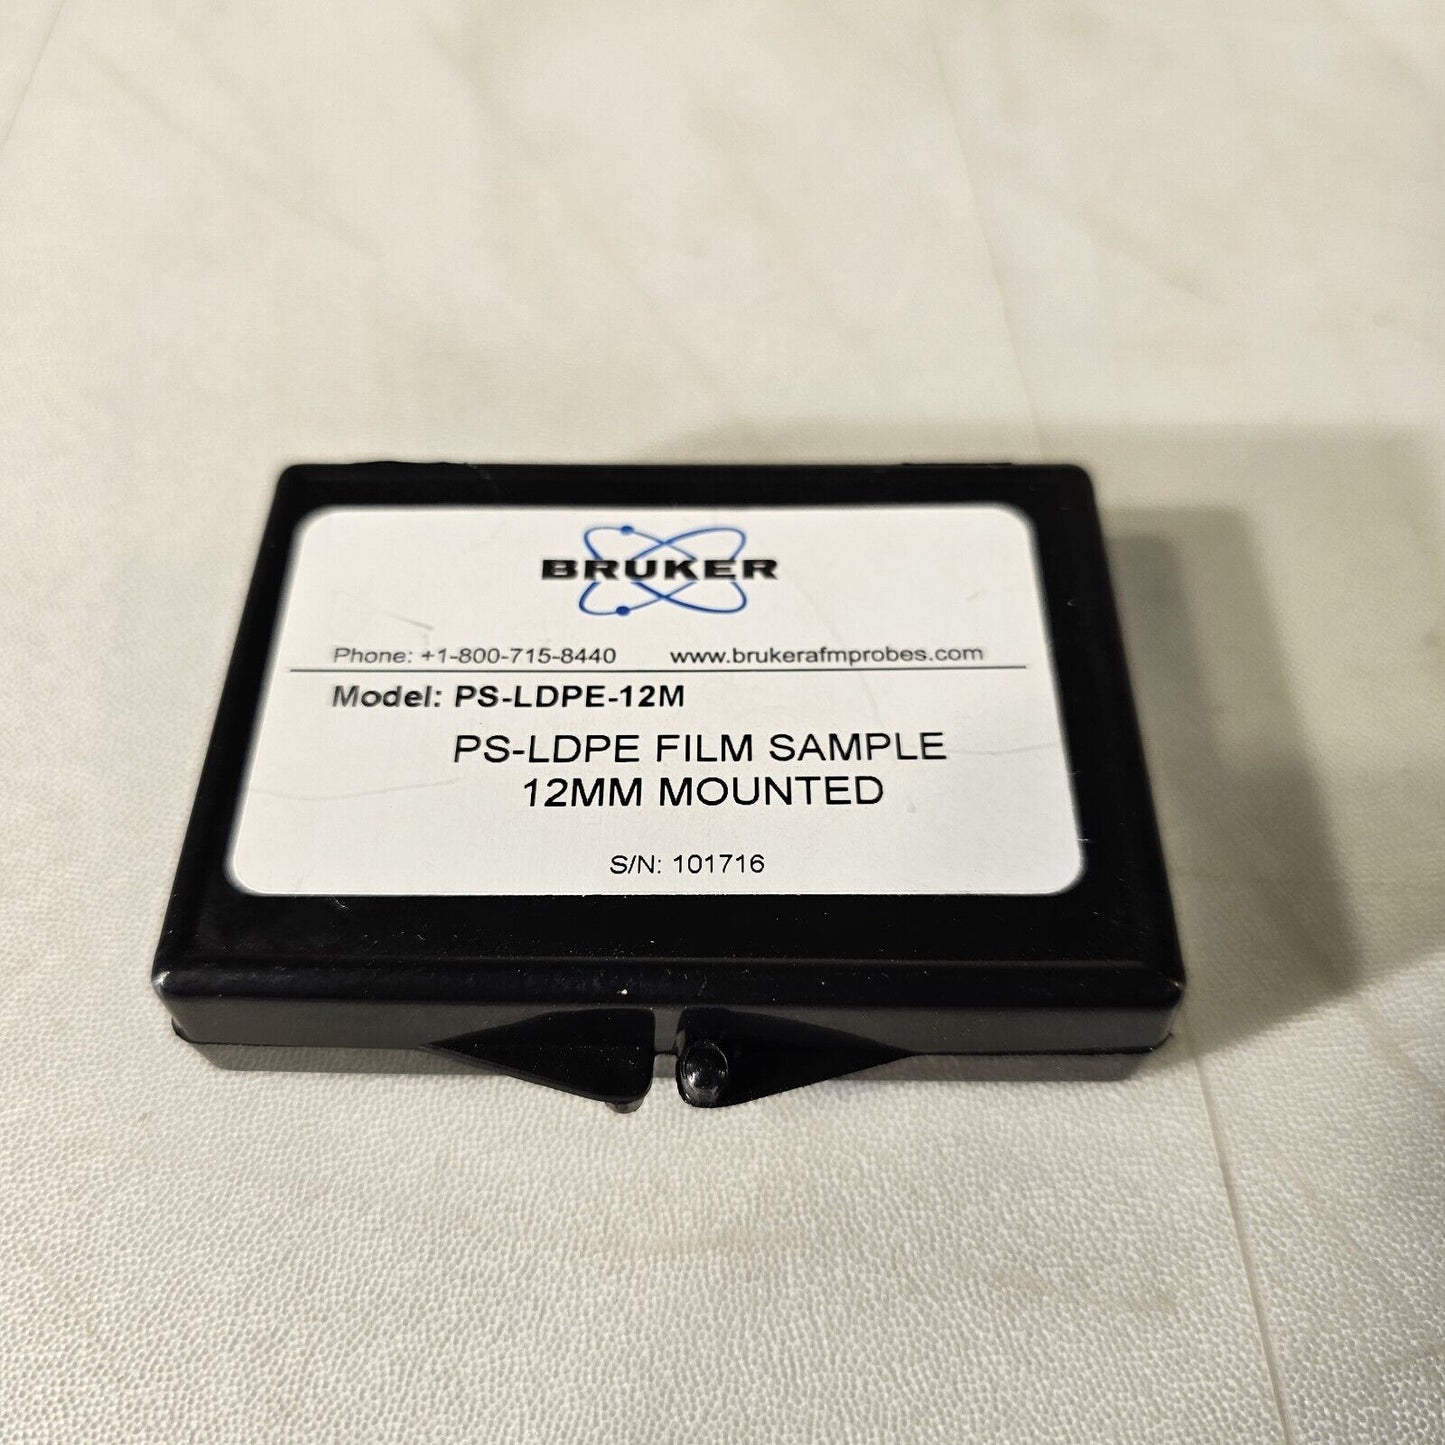 BRUKER
Phone: +1-800-715-8440 www.brukerafmprobes.com
Model: PS-LDPE-12M
PS-LDPE FILM SAMPLE
12MM MOUNTED
S/N: 101716